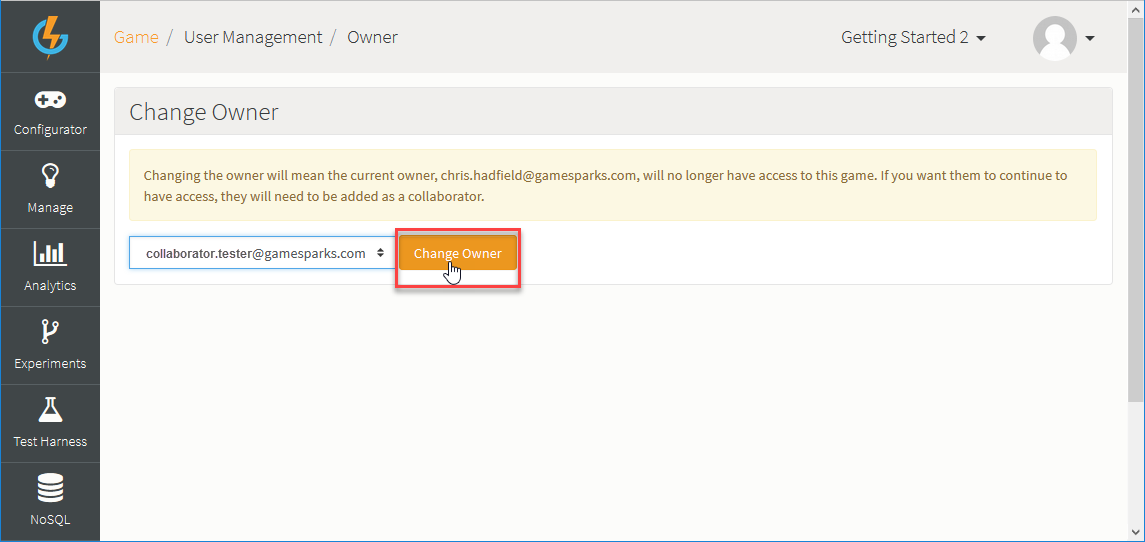 Game / User Management / Owner
Getting Started 2
Configurator
Manage
Analytics
Experiments
Test Harness
NoSQL
Change Owner
Changing the owner will mean the current owner, chris.hadfield@gamesparks.com, will no longer have access to this game. If you want them to continue to
have access, they will need to be added as a collaborator.
collaborator.tester@gamesparks.com
Change Owner